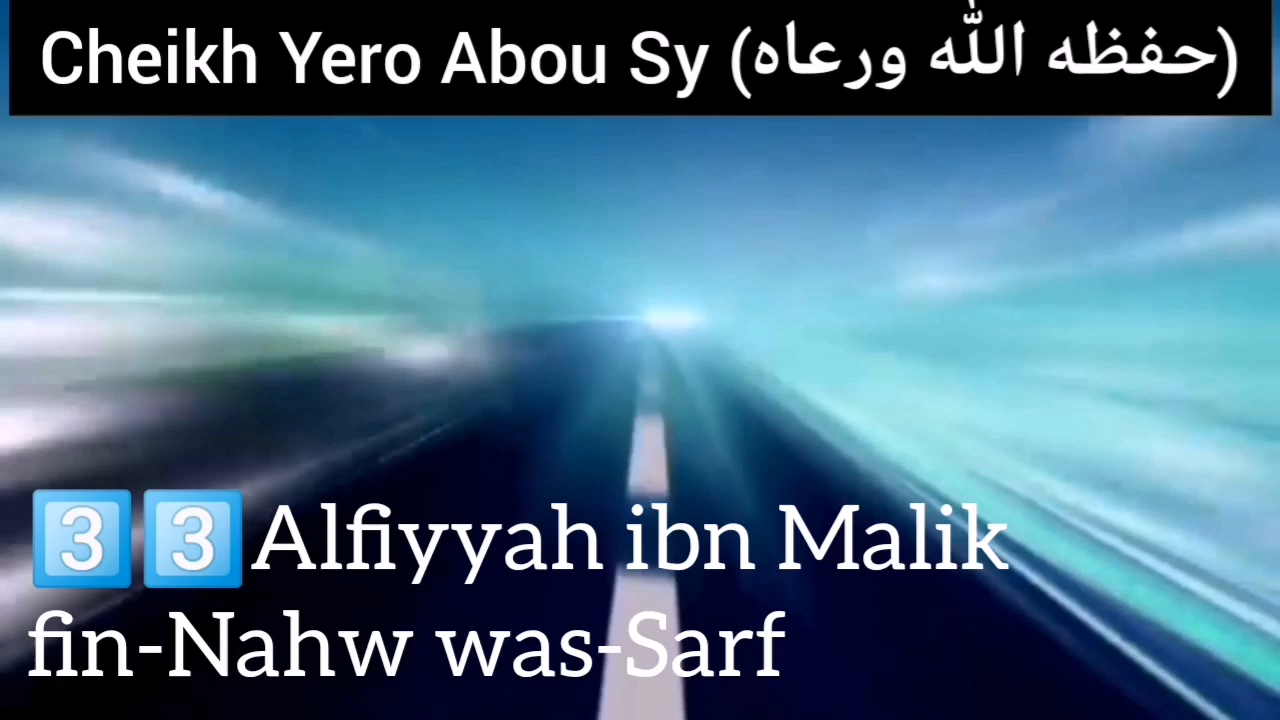 Cheikh Yero Abou Sy (حفظه الله ورعاه)
3️⃣3️⃣Alfiyyah ibn Malik
fin-Nahw was-Sarf